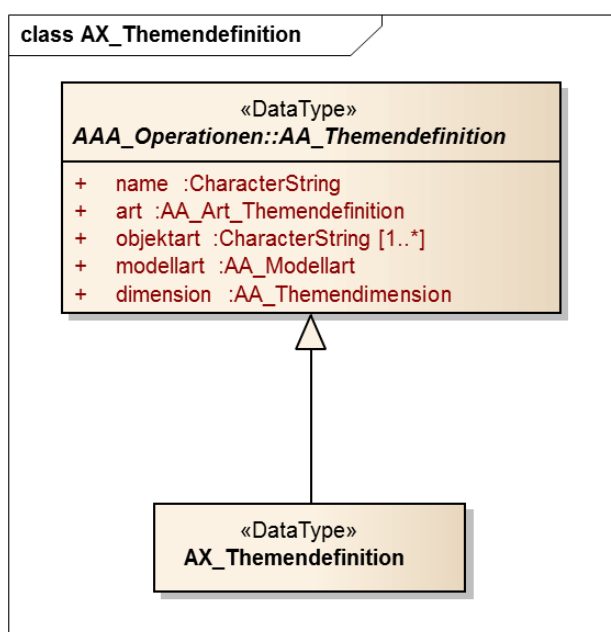 class AX_Themendefinition
«DataType»
AAA_Operationen::AA_Themendefinition
+ name :CharacterString
+ art :AA_Art_Themendefinition
+ objektart :CharacterString [1..*]
+ modellart :AA_Modellart
+ dimension :AA_Themendimension
«DataType»
AX_Themendefinition